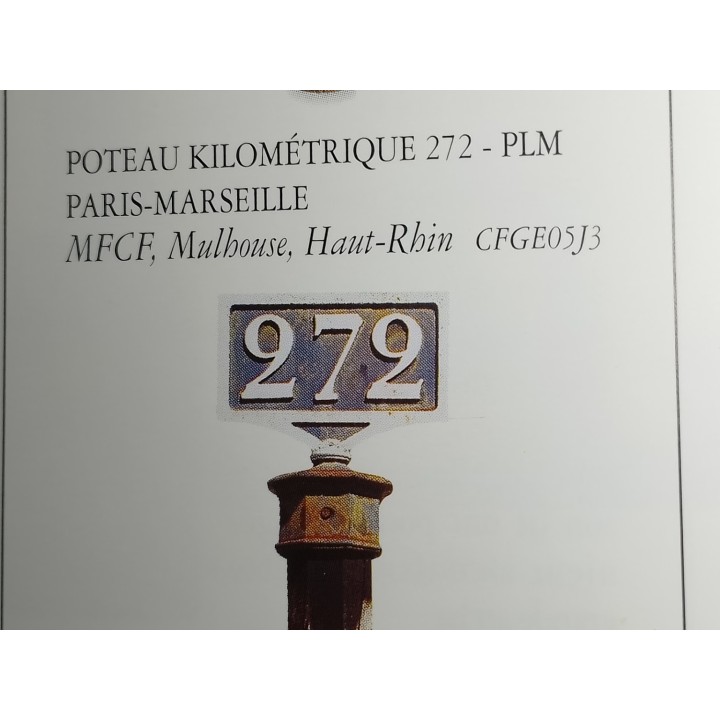 POTEAU KILOMÉTRIQUE 272 - PLM
PARIS-MARSEILLE
MFCF, Mulhouse, Haut-Rhin CFGE05J3
272